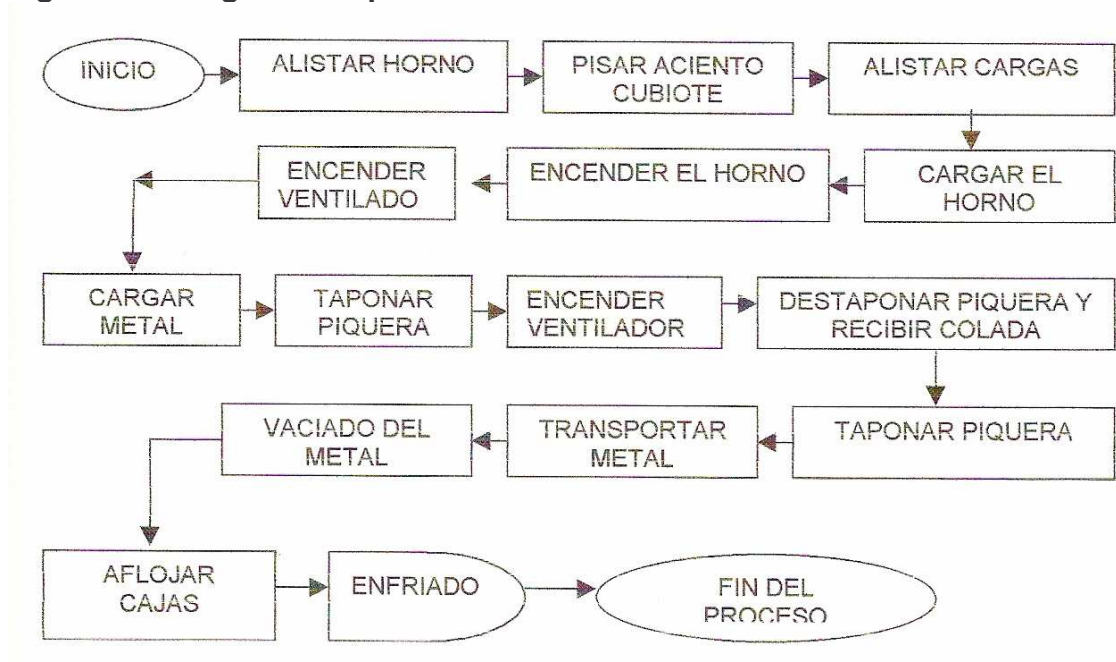 INICIO
ALISTAR HORNO
PISAR ACIENTO
CUBIOTE
ALISTAR CARGAS
CARGAR EL
HORNO
ENCENDER EL HORNO
ENCENDER
VENTILADO
CARGAR
METAL
TAPONAR
PIQUERA
ENCENDER
VENTILADOR
DESTAPONAR PIQUERA Y
RECIBIR COLADA
TAPONAR PIQUERA
TRANSPORTAR
METAL
VACIADO DEL
METAL
AFLOJAR
CAJAS
ENFRIADO
FIN DEL
PROCESO